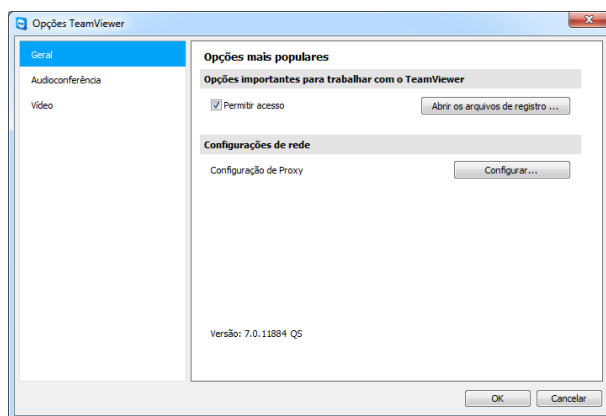 Opções TeamViewer
Geral
Audioconferência
Vídeo
Opções mais populares
Opções importantes para trabalhar com o TeamViewer
Permitir acesso
Abrir os arquivos de registro ...
Configurações de rede
Configuração de Proxy
Configurar...
Versão: 7.0.11884 QS
OK
Cancelar